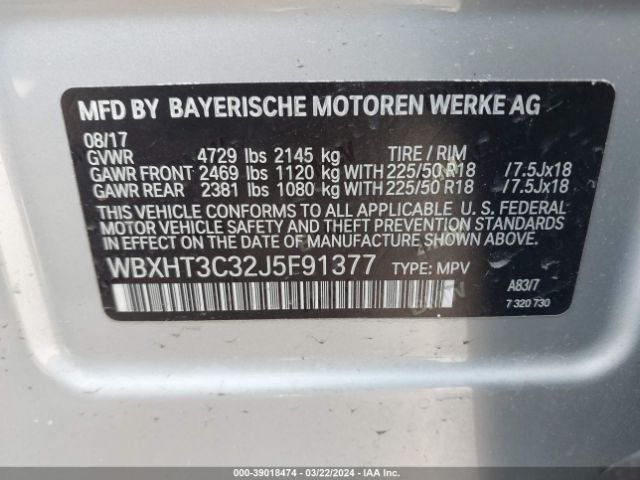 MFD BY BAYERISCHE MOTOREN WERKE AG
08/17
GVWR 4729 lbs 2145 kg TIRE / RIM
GAWR FRONT 2469 lbs 1120 kg WITH 225/50 R18 /7.5Jx18
GAWR REAR 2381 lbs 1080 kg WITH 225/50 R18 /7.5Jx18
THIS VEHICLE CONFORMS TO ALL APPLICABLE U. S. FEDERAL
MOTOR VEHICLE SAFETY AND THEFT PREVENTION STANDARDS
IN EFFECT ON THE DATE OF MANUFACTURE SHOWN ABOVE.
WBXHT3C32J5F91377 TYPE: MPV
A83/7
7 320 730
000-39018474 — 03/22/2024 — IAAI.COM